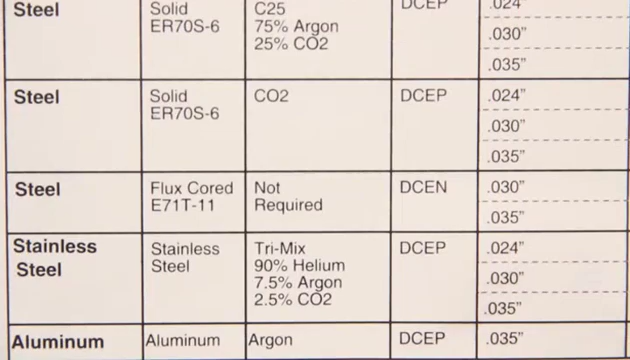 Steel Solid C25 DCEP .024"
ER70S-6 75% Argon .030"
25% CO2
.035"
Steel Solid CO2 DCEP .024"
ER70S-6
.030"
.035"
Steel Flux Cored Not DCEN .030"
E71T-11 Required
.035"
Stainless Stainless Tri-Mix DCEP .024"
Steel Steel 90% Helium
7.5% Argon .030"
2.5% CO2
.035"
Aluminum Aluminum Argon DCEP .035"